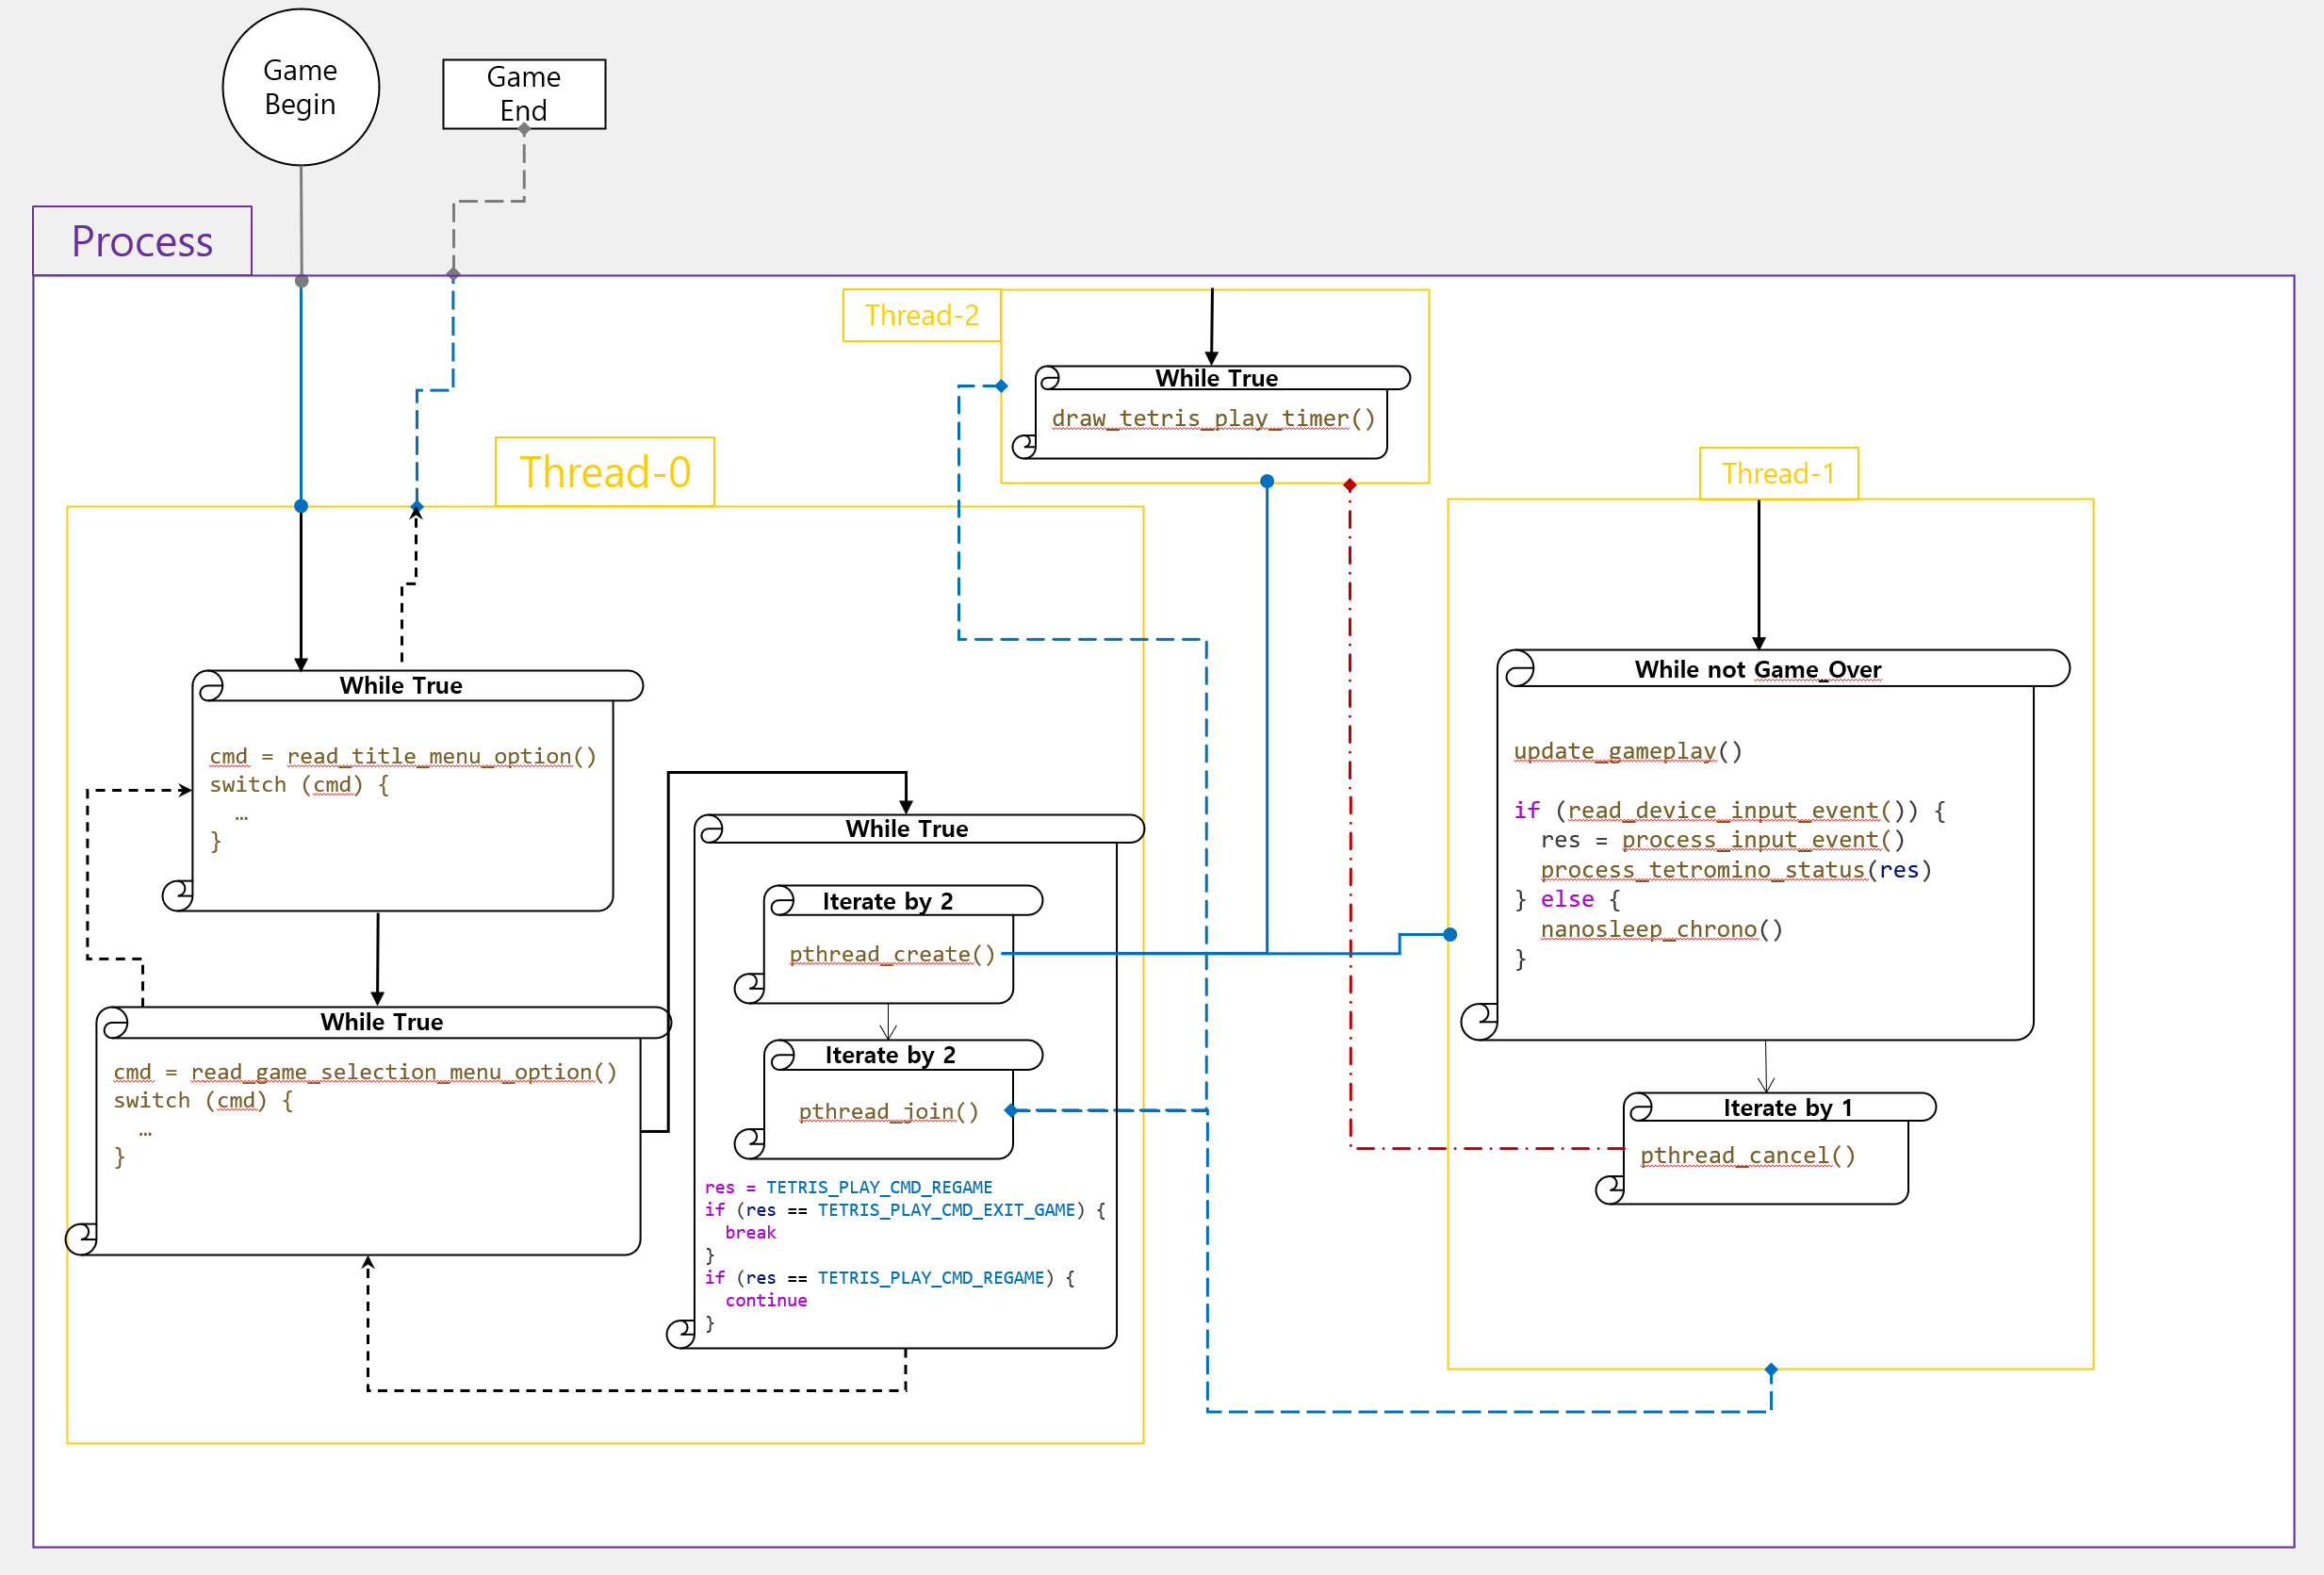 Game
Begin
Game
End
Process
Thread-2
While True
draw_tetris_play_timer()
Thread-0
Thread-1
While True
cmd = read_title_menu_option()
switch (cmd) {
…
}
While not Game_Over
update_gameplay()
if (read_device_input_event()) {
res = process_input_event()
process_tetromino_status(res)
} else {
nanosleep_chrono()
}
While True
Iterate by 2
pthread_create()
Iterate by 2
pthread_join()
res = TETRIS_PLAY_CMD_REGAME
if (res == TETRIS_PLAY_CMD_EXIT_GAME) {
break
}
if (res == TETRIS_PLAY_CMD_REGAME) {
continue
}
While True
cmd = read_game_selection_menu_option()
switch (cmd) {
…
}
Iterate by 1
pthread_cancel()